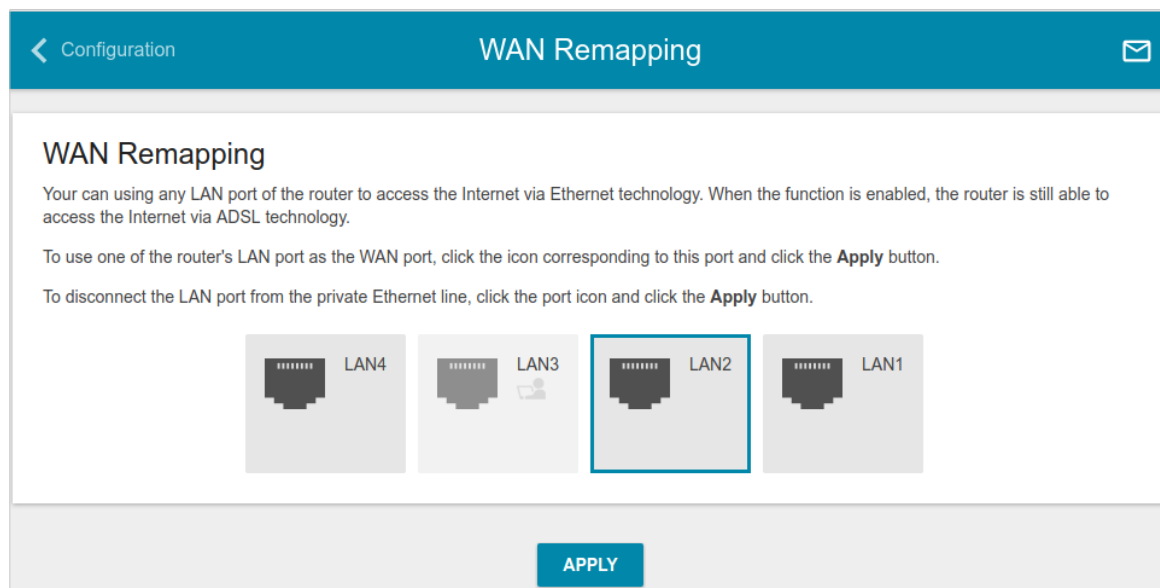 Configuration
WAN Remapping
WAN Remapping
Your can using any LAN port of the router to access the Internet via Ethernet technology. When the function is enabled, the router is still able to
access the Internet via ADSL technology.
To use one of the router's LAN port as the WAN port, click the icon corresponding to this port and click the Apply button.
To disconnect the LAN port from the private Ethernet line, click the port icon and click the Apply button.
LAN4 LAN3 LAN2 LAN1
APPLY